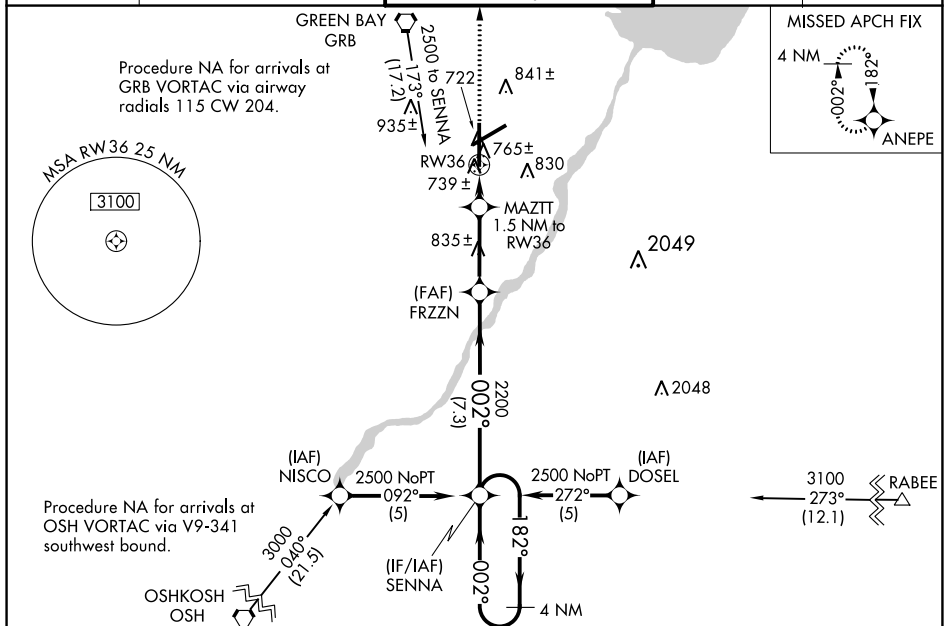 GREEN BAY
GRB
2500 to SENNA
173°
(17.2)
Procedure NA for arrivals at
GRB VORTAC via airway
radials 115 CW 204.
722
841±
935±
765±
RW36
830
739±
MAZTT
1.5 NM to
RW36
MISSED APCH FIX
4 NM
002°
182°
ANEPE
MSA RW36 25 NM
3100
835±
2049
(FAF)
FRZZN
2200
002°
(7.3)
2048
(IAF)
NISCO
2500 NoPT
092°
(5)
2500 NoPT
272°
(5)
(IAF)
DOSEL
3100
273°
(12.1)
RABEE
Procedure NA for arrivals at
OSH VORTAC via V9-341
southwest bound.
3000
040°
(21.5)
OSHKOSH
OSH
(IF/IAF)
SENNA
002°
182°
4 NM